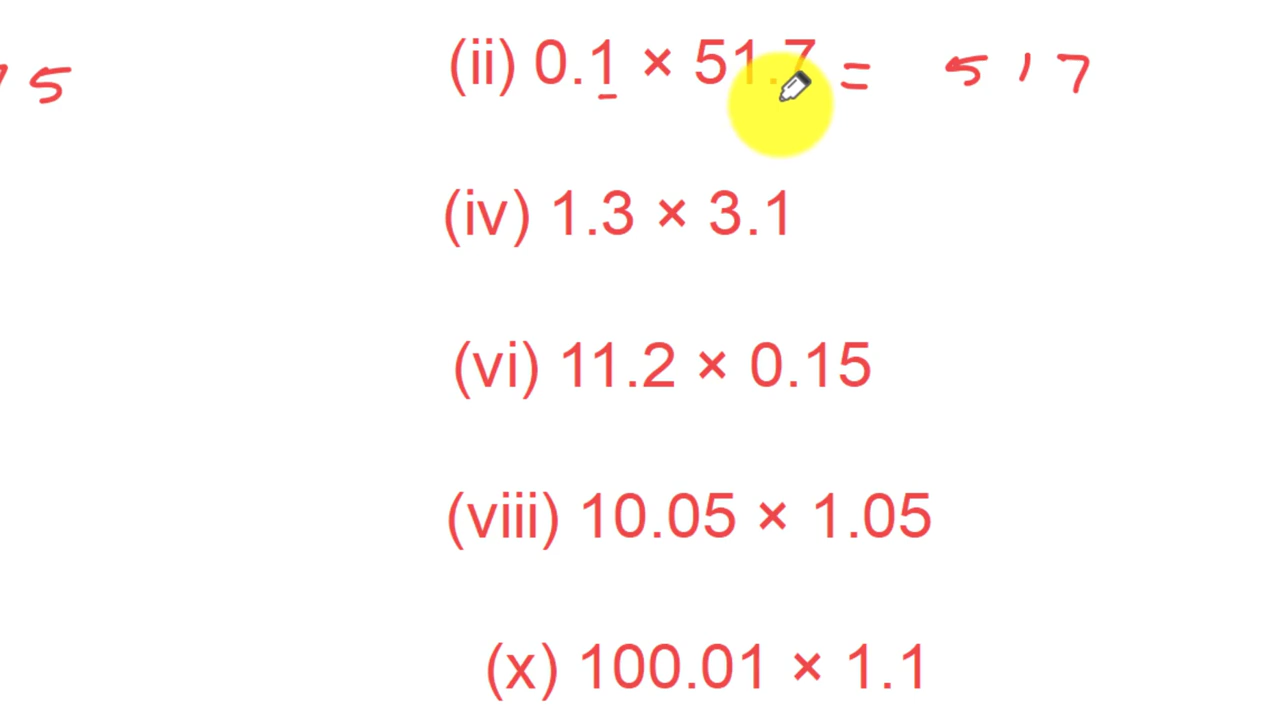 (ii) 0.1 × 51.7 = 517
5
(iv) 1.3 × 3.1
(vi) 11.2 × 0.15
(viii) 10.05 × 1.05
(x) 100.01 × 1.1